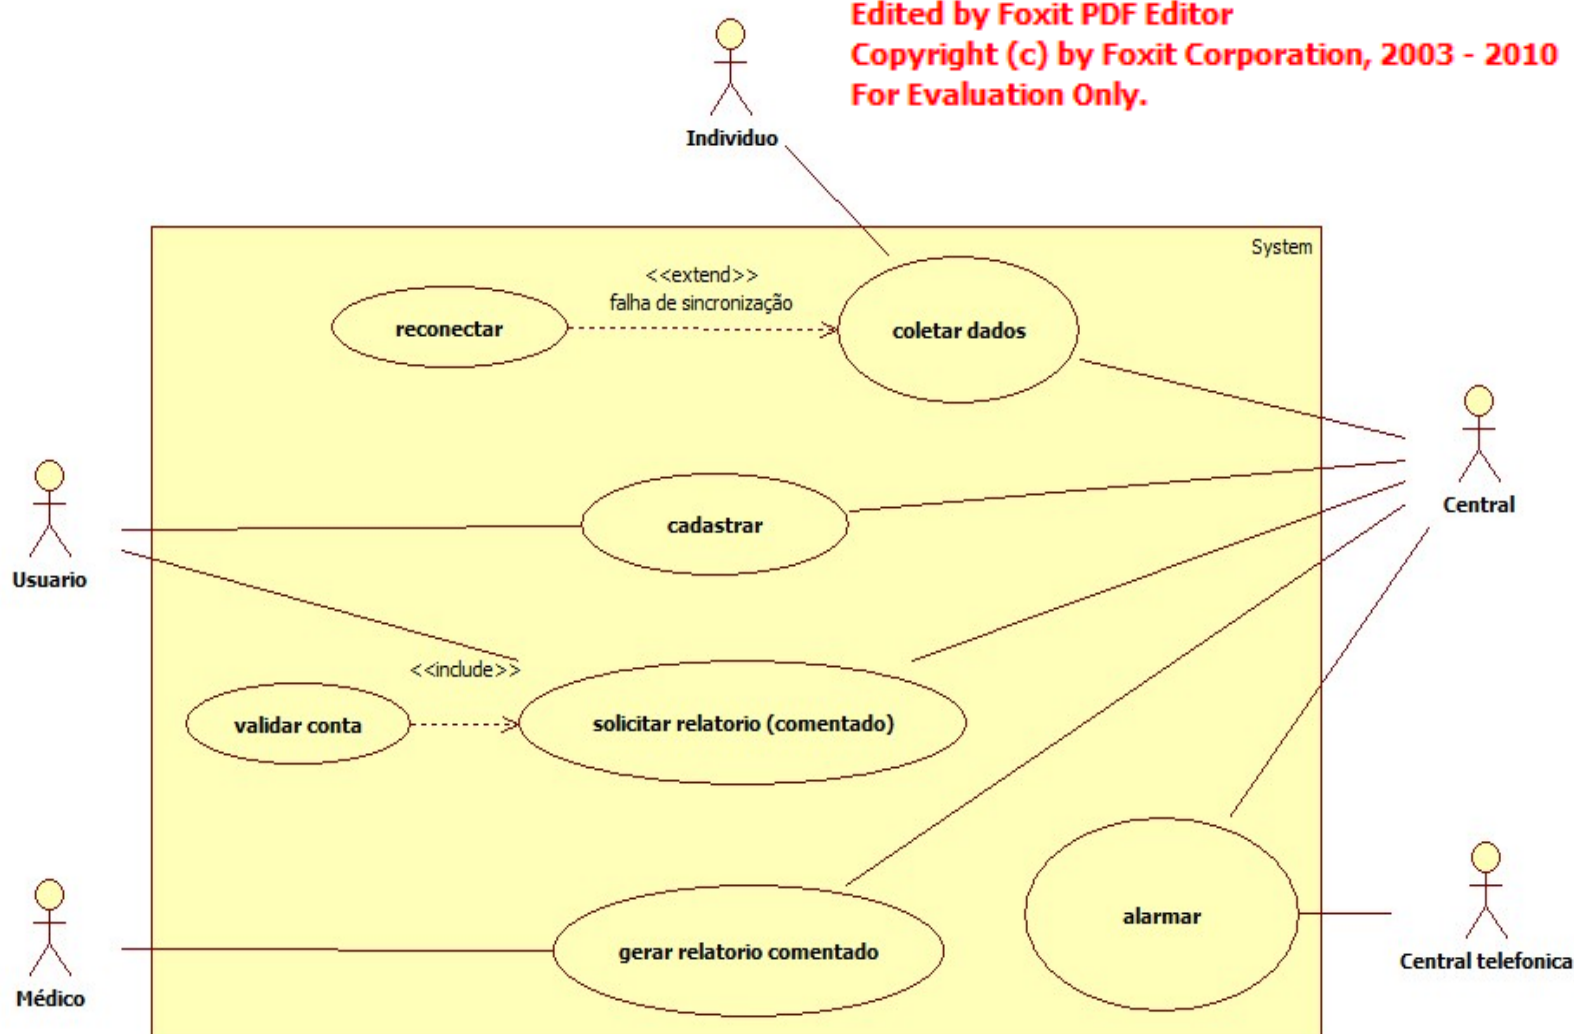 Edited by Foxit PDF Editor
Copyright (c) by Foxit Corporation, 2003 - 2010
For Evaluation Only.
Individuo
System
<<extend>>
falha de sincronização
reconectar
coletar dados
Central
cadastrar
Usuario
<<include>>
validar conta
solicitar relatorio (comentado)
alarmar
gerar relatorio comentado
Central telefonica
Médico